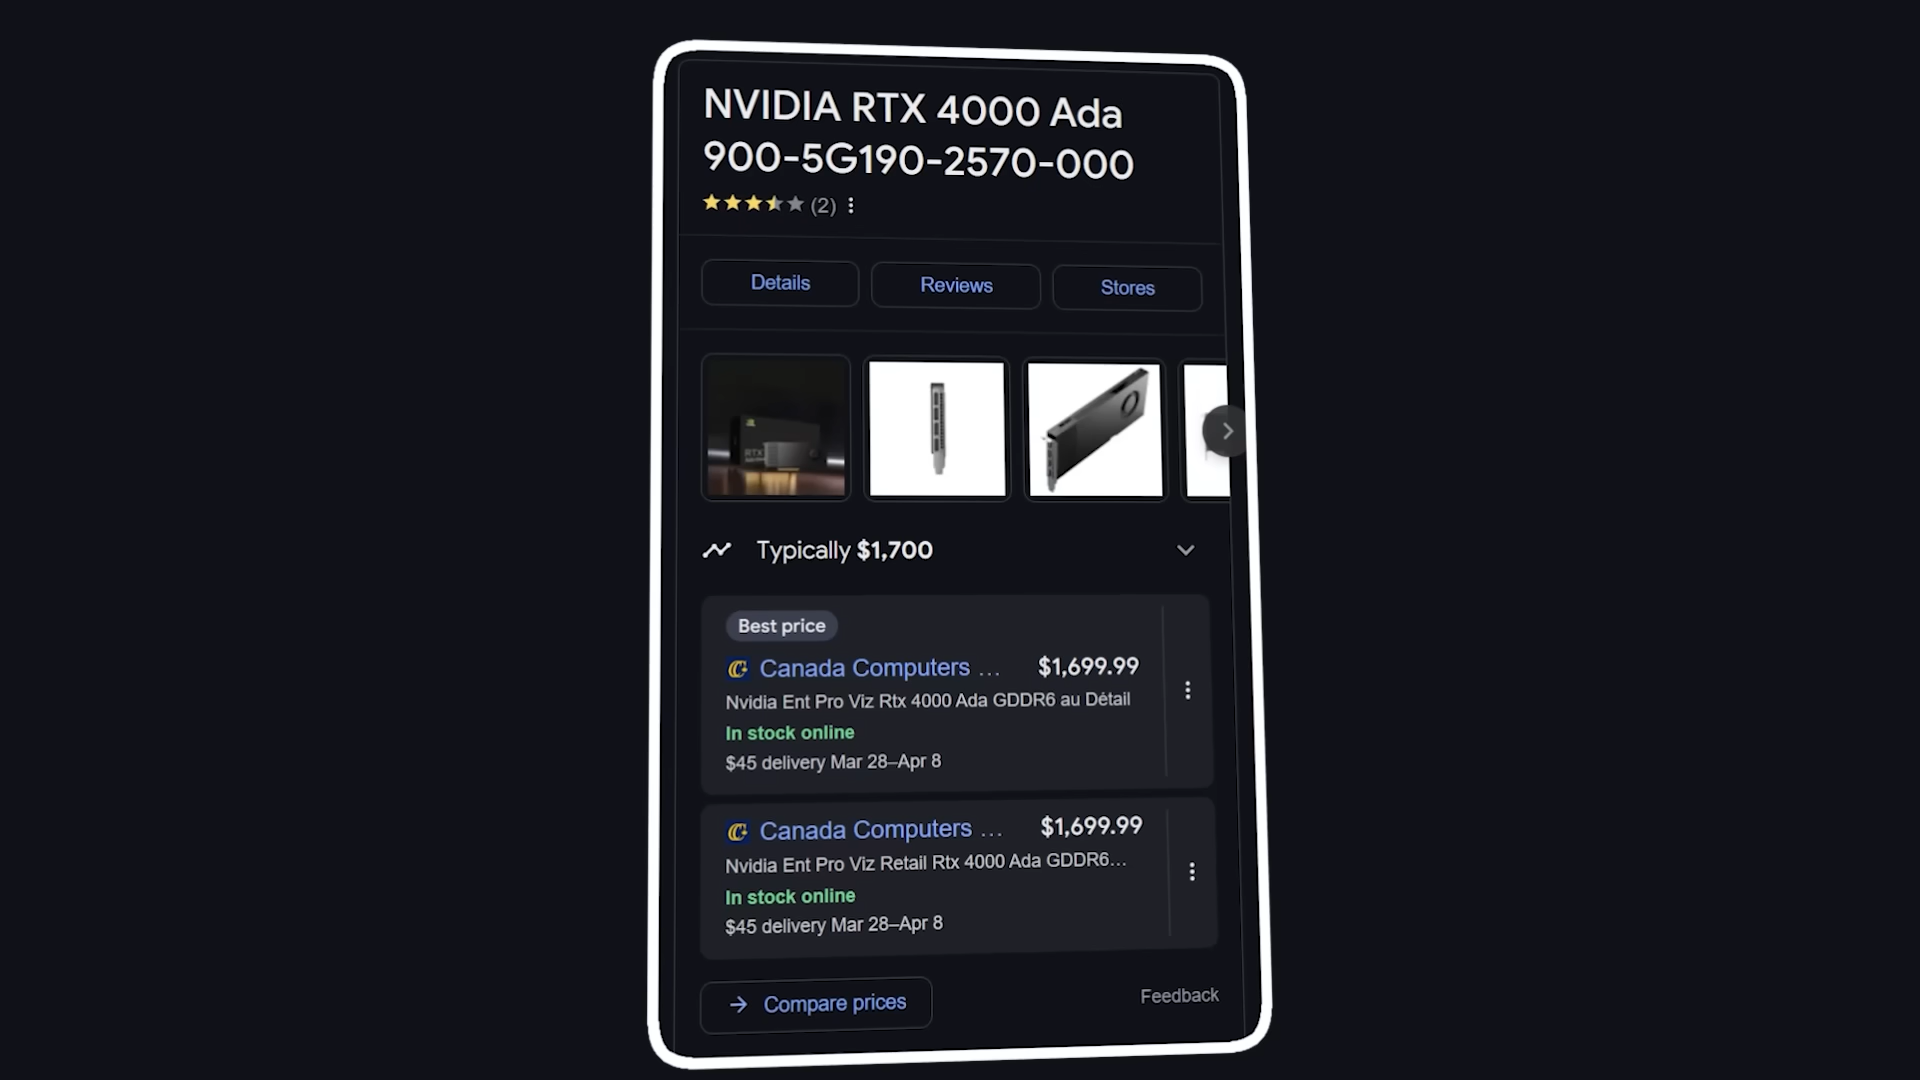 NVIDIA RTX 4000 Ada
900-5G190-2570-000
(2)
Details
Reviews
Stores
RTX
Typically $1,700
Best price
Canada Computers ...
$1,699.99
Nvidia Ent Pro Viz Rtx 4000 Ada GDDR6 au Détail
In stock online
$45 delivery Mar 28–Apr 8
Canada Computers ...
$1,699.99
Nvidia Ent Pro Viz Retail Rtx 4000 Ada GDDR6...
In stock online
$45 delivery Mar 28–Apr 8
Compare prices
Feedback